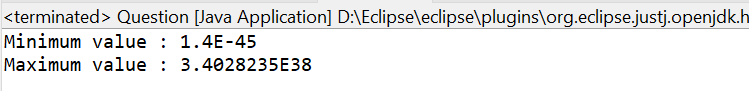 <terminated> Question [Java Application] D:\Eclipse\eclipse\plugins\org.eclipse.justj.openjdk.h
Minimum value : 1.4E-45
Maximum value : 3.4028235E38